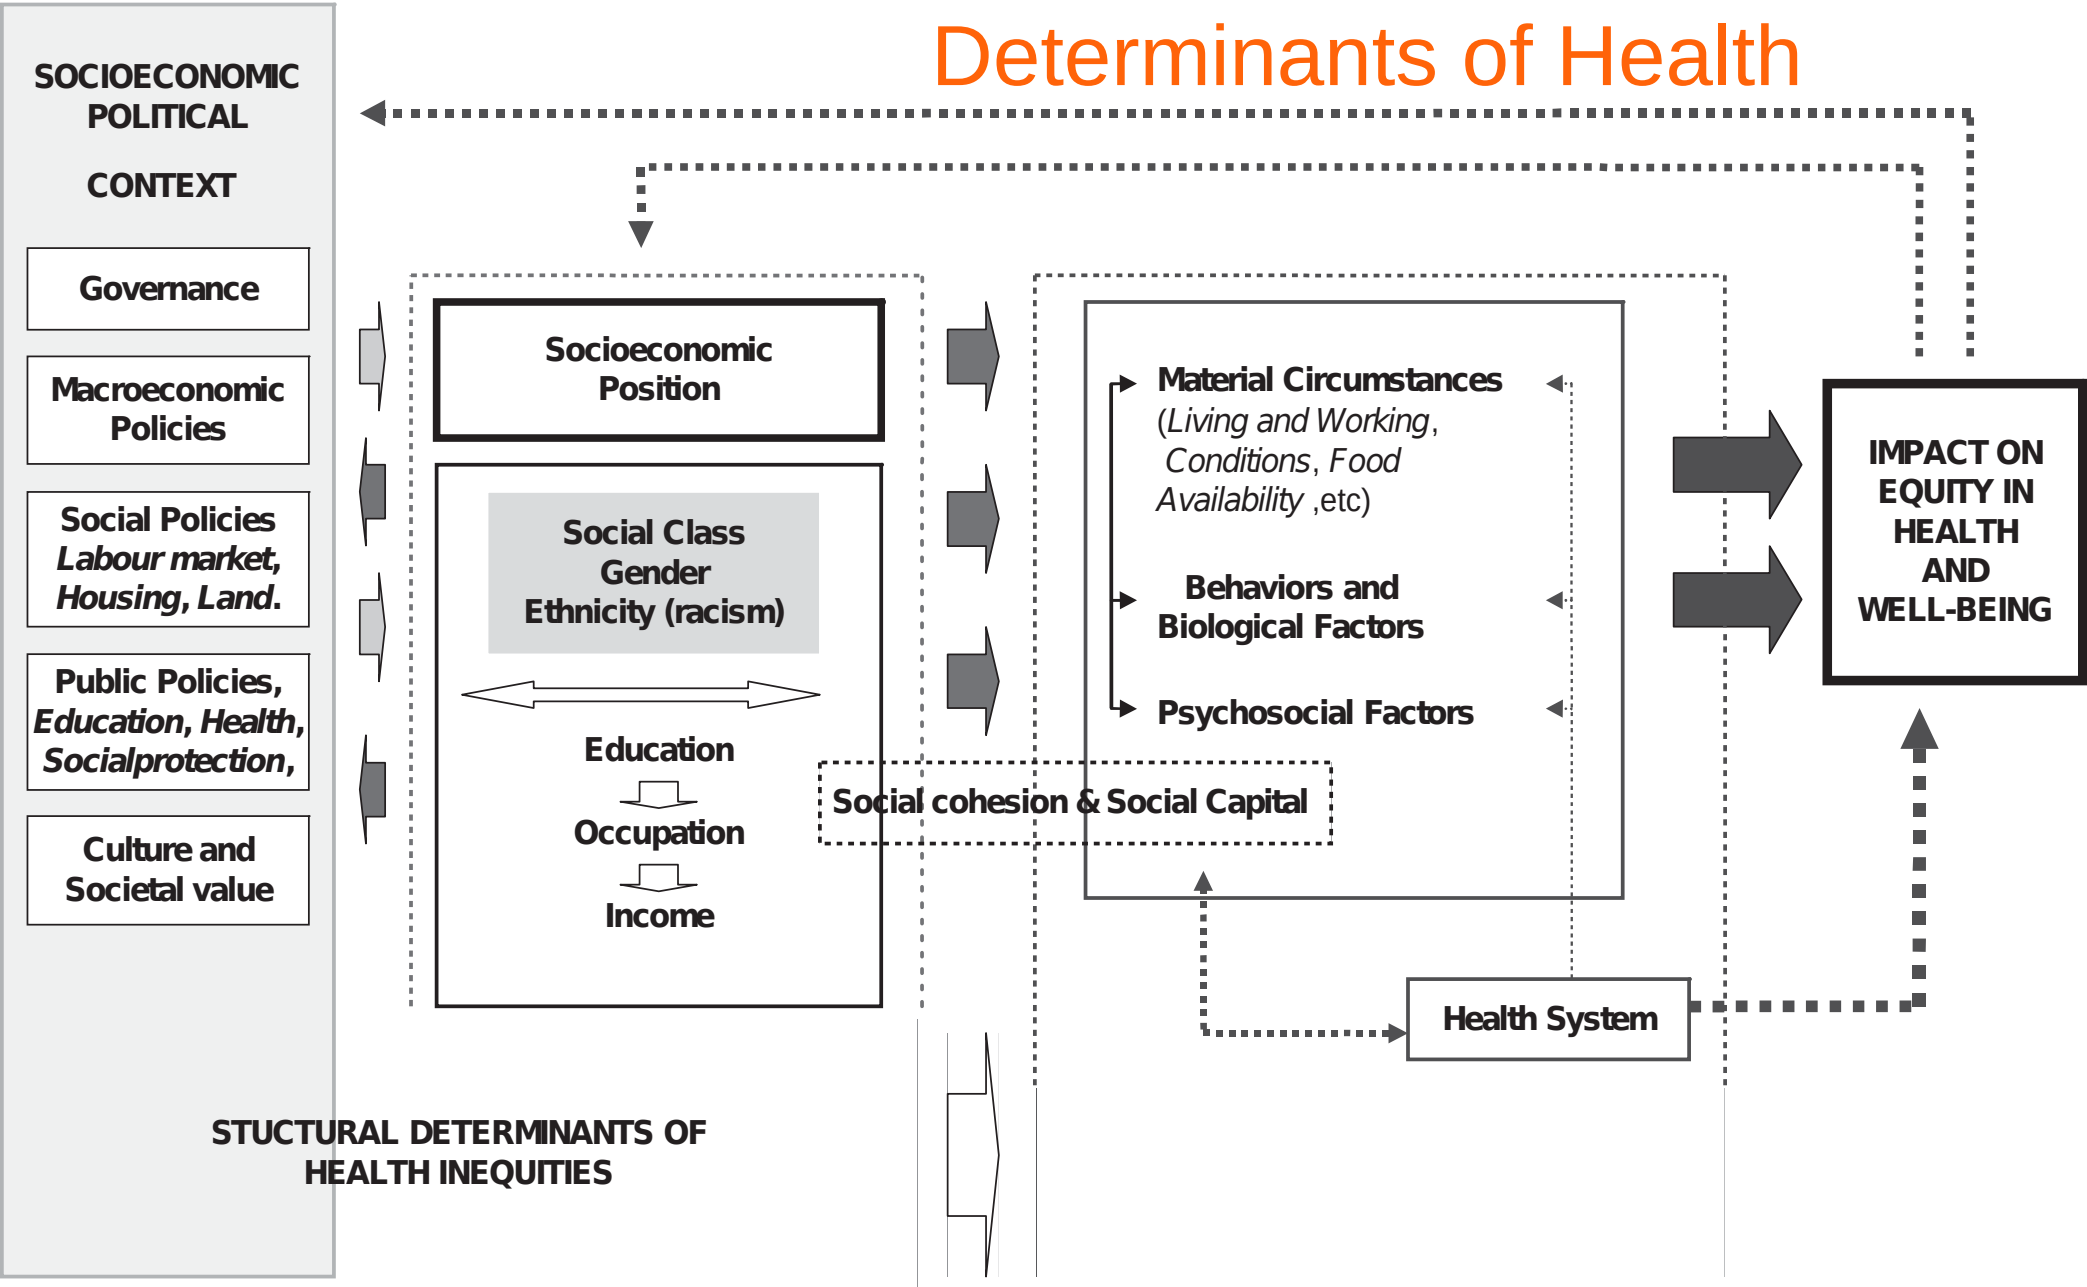 Determinants of Health
SOCIOECONOMIC
POLITICAL
CONTEXT
Governance
Macroeconomic
Policies
Social Policies
Labour market,
Housing, Land.
Public Policies,
Education, Health,
Socialprotection,
Culture and
Societal value
Socioeconomic
Position
Social Class
Gender
Ethnicity (racism)
Education
Occupation
Income
Social cohesion & Social Capital
Material Circumstances
(Living and Working,
Conditions, Food
Availability ,etc)
Behaviors and
Biological Factors
Psychosocial Factors
Health System
IMPACT ON
EQUITY IN
HEALTH
AND
WELL-BEING
STUCTURAL DETERMINANTS OF
HEALTH INEQUITIES